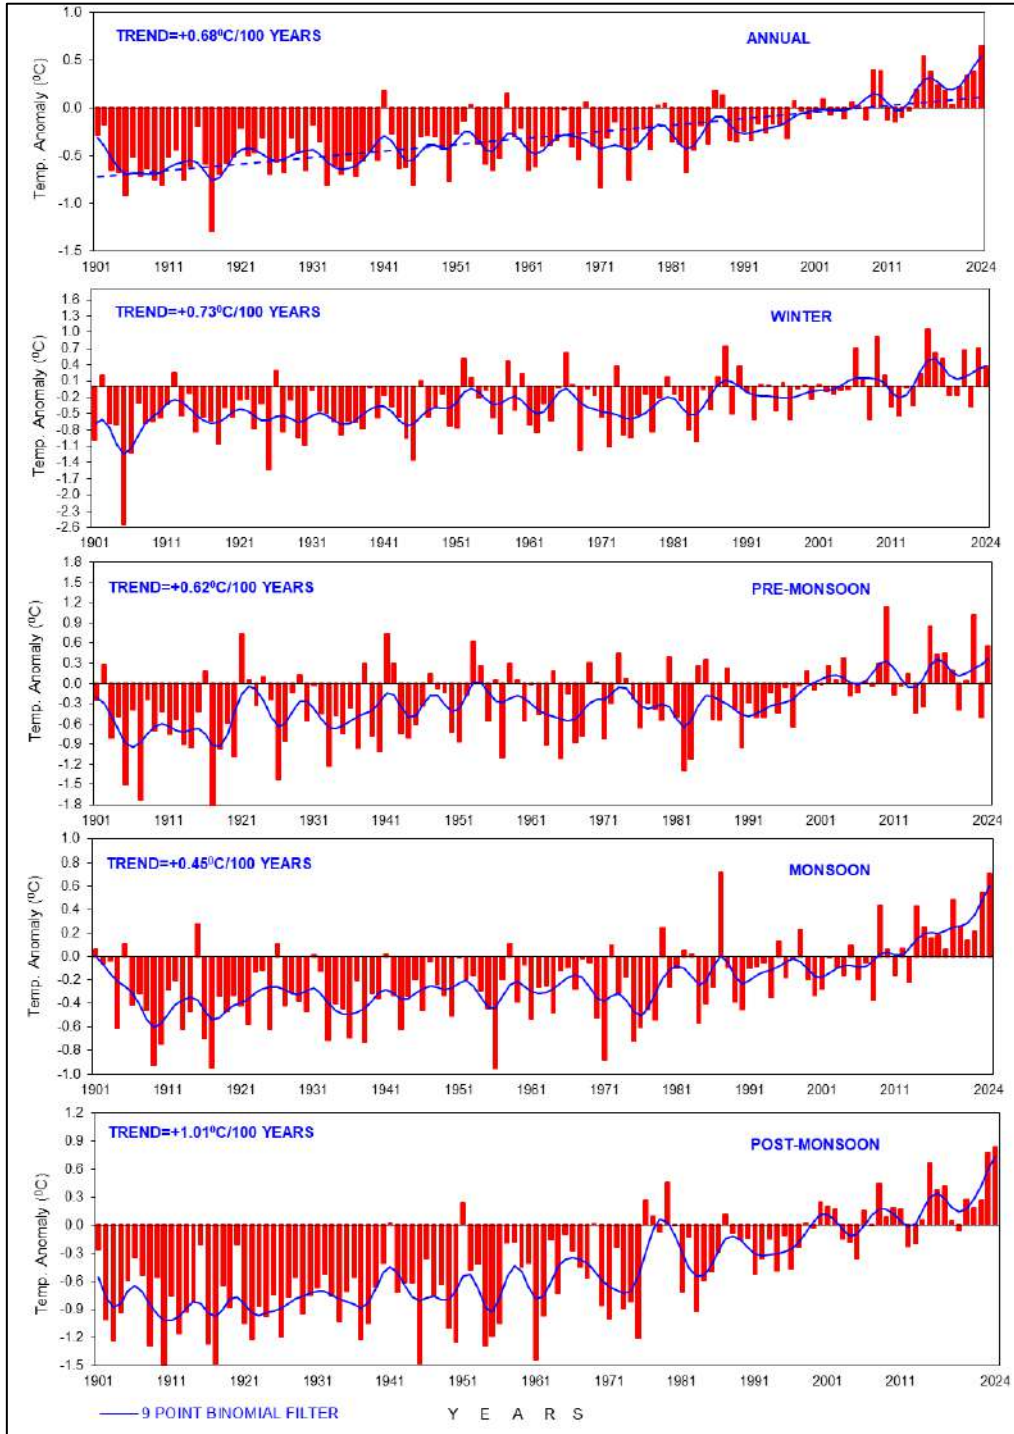 TREND=+0.68⁰C/100 YEARS
ANNUAL
Temp. Anomaly (⁰C)
1.0
0.5
0.0
-0.5
-1.0
-1.5
1901 1911 1921 1931 1941 1951 1961 1971 1981 1991 2001 2011 2024
TREND=+0.73⁰C/100 YEARS
WINTER
Temp. Anomaly (⁰C)
1.6
1.3
1.0
0.7
0.4
0.1
-0.2
-0.5
-0.8
-1.1
-1.4
-1.7
-2.0
-2.3
-2.6
1901 1911 1921 1931 1941 1951 1961 1971 1981 1991 2001 2011 2024
TREND=+0.62⁰C/100 YEARS
PRE-MONSOON
Temp. Anomaly (⁰C)
1.8
1.5
1.2
0.9
0.6
0.3
0.0
-0.3
-0.6
-0.9
-1.2
-1.5
-1.8
1901 1911 1921 1931 1941 1951 1961 1971 1981 1991 2001 2011 2024
TREND=+0.45⁰C/100 YEARS
MONSOON
Temp. Anomaly (⁰C)
1.0
0.8
0.6
0.4
0.2
0.0
-0.2
-0.4
-0.6
-0.8
-1.0
1901 1911 1921 1931 1941 1951 1961 1971 1981 1991 2001 2011 2024
TREND=+1.01⁰C/100 YEARS
POST-MONSOON
Temp. Anomaly (⁰C)
1.2
0.9
0.6
0.3
0.0
-0.3
-0.6
-0.9
-1.2
-1.5
1901 1911 1921 1931 1941 1951 1961 1971 1981 1991 2001 2011 2024
9 POINT BINOMIAL FILTER
Y E A R S